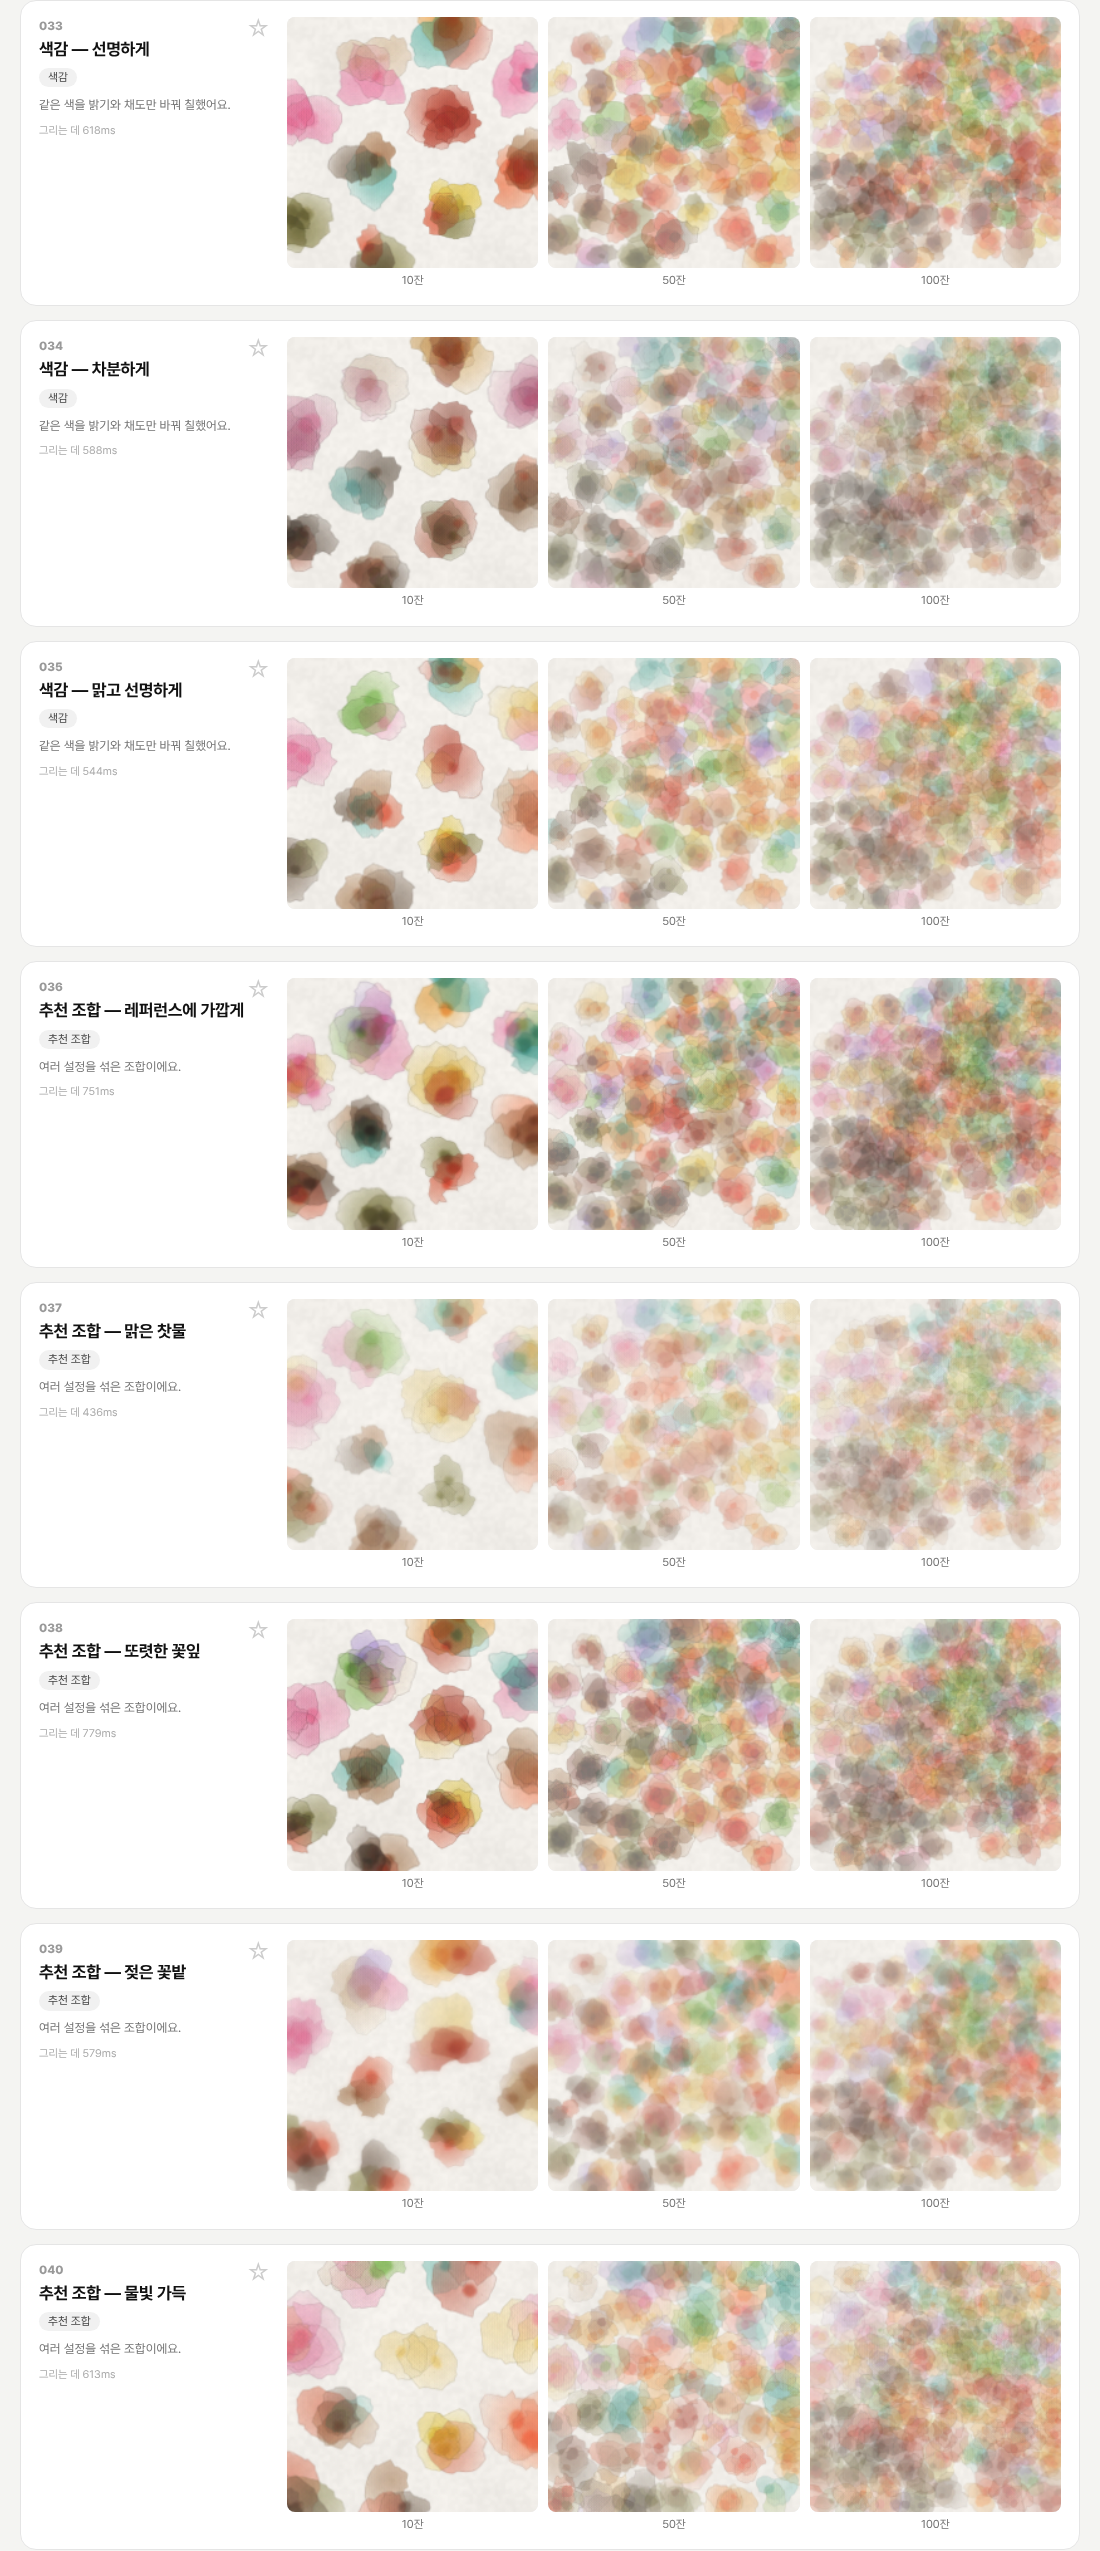 033
색감 — 선명하게
색감
같은 색을 밝기와 채도만 바꿔 칠했어요.
그리는 데 618ms
10잔
50잔
100잔
034
색감 — 차분하게
색감
같은 색을 밝기와 채도만 바꿔 칠했어요.
그리는 데 588ms
10잔
50잔
100잔
035
색감 — 맑고 선명하게
색감
같은 색을 밝기와 채도만 바꿔 칠했어요.
그리는 데 544ms
10잔
50잔
100잔
036
추천 조합 — 레퍼런스에 가깝게
추천 조합
여러 설정을 섞은 조합이에요.
그리는 데 751ms
10잔
50잔
100잔
037
추천 조합 — 맑은 찻물
추천 조합
여러 설정을 섞은 조합이에요.
그리는 데 436ms
10잔
50잔
100잔
038
추천 조합 — 또렷한 꽃잎
추천 조합
여러 설정을 섞은 조합이에요.
그리는 데 779ms
10잔
50잔
100잔
039
추천 조합 — 젖은 꽃밭
추천 조합
여러 설정을 섞은 조합이에요.
그리는 데 579ms
10잔
50잔
100잔
040
추천 조합 — 물빛 가득
추천 조합
여러 설정을 섞은 조합이에요.
그리는 데 613ms
10잔
50잔
100잔